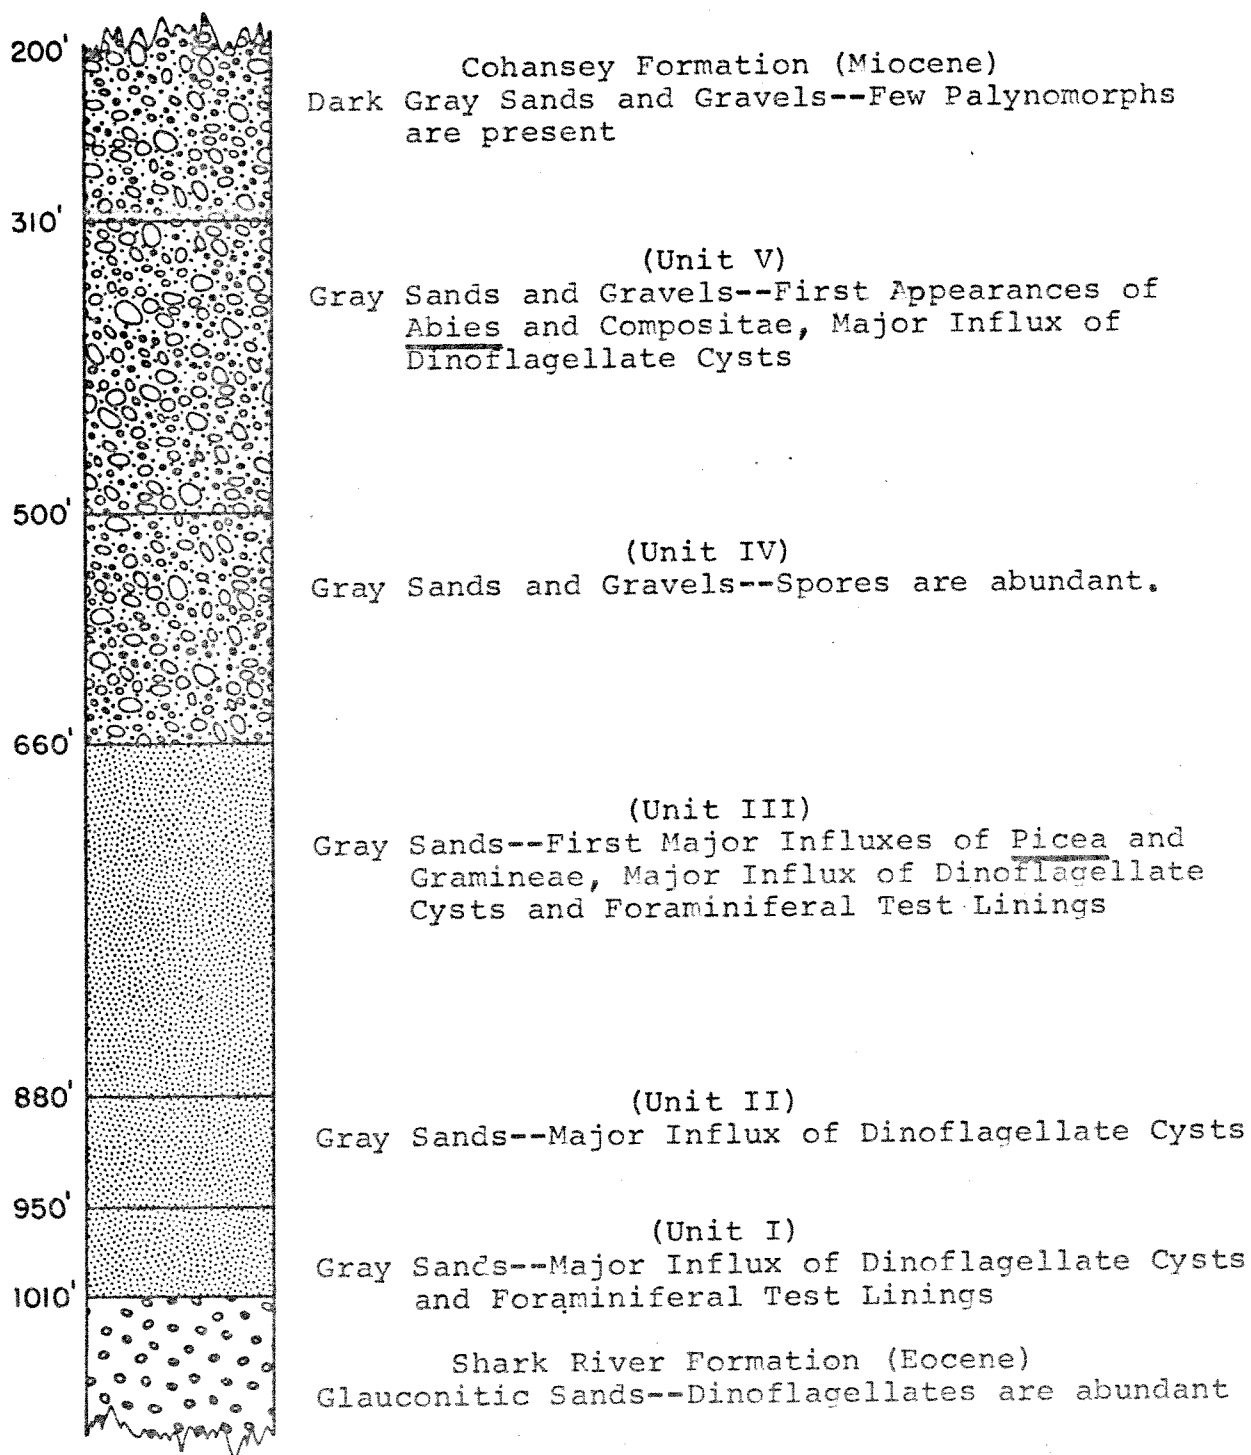 200'
Cohansey Formation (Miocene)
Dark Gray Sands and Gravels--Few Palynomorphs
are present
310'
(Unit V)
Gray Sands and Gravels--First Appearances of
Abies and Compositae, Major Influx of
Dinoflagellate Cysts
500'
(Unit IV)
Gray Sands and Gravels--Spores are abundant.
660'
(Unit III)
Gray Sands--First Major Influxes of Picea and
Gramineae, Major Influx of Dinoflagellate
Cysts and Foraminiferal Test Linings
880'
(Unit II)
Gray Sands--Major Influx of Dinoflagellate Cysts
950'
(Unit I)
Gray Sands--Major Influx of Dinoflagellate Cysts
and Foraminiferal Test Linings
1010'
Shark River Formation (Eocene)
Glauconitic Sands--Dinoflagellates are abundant